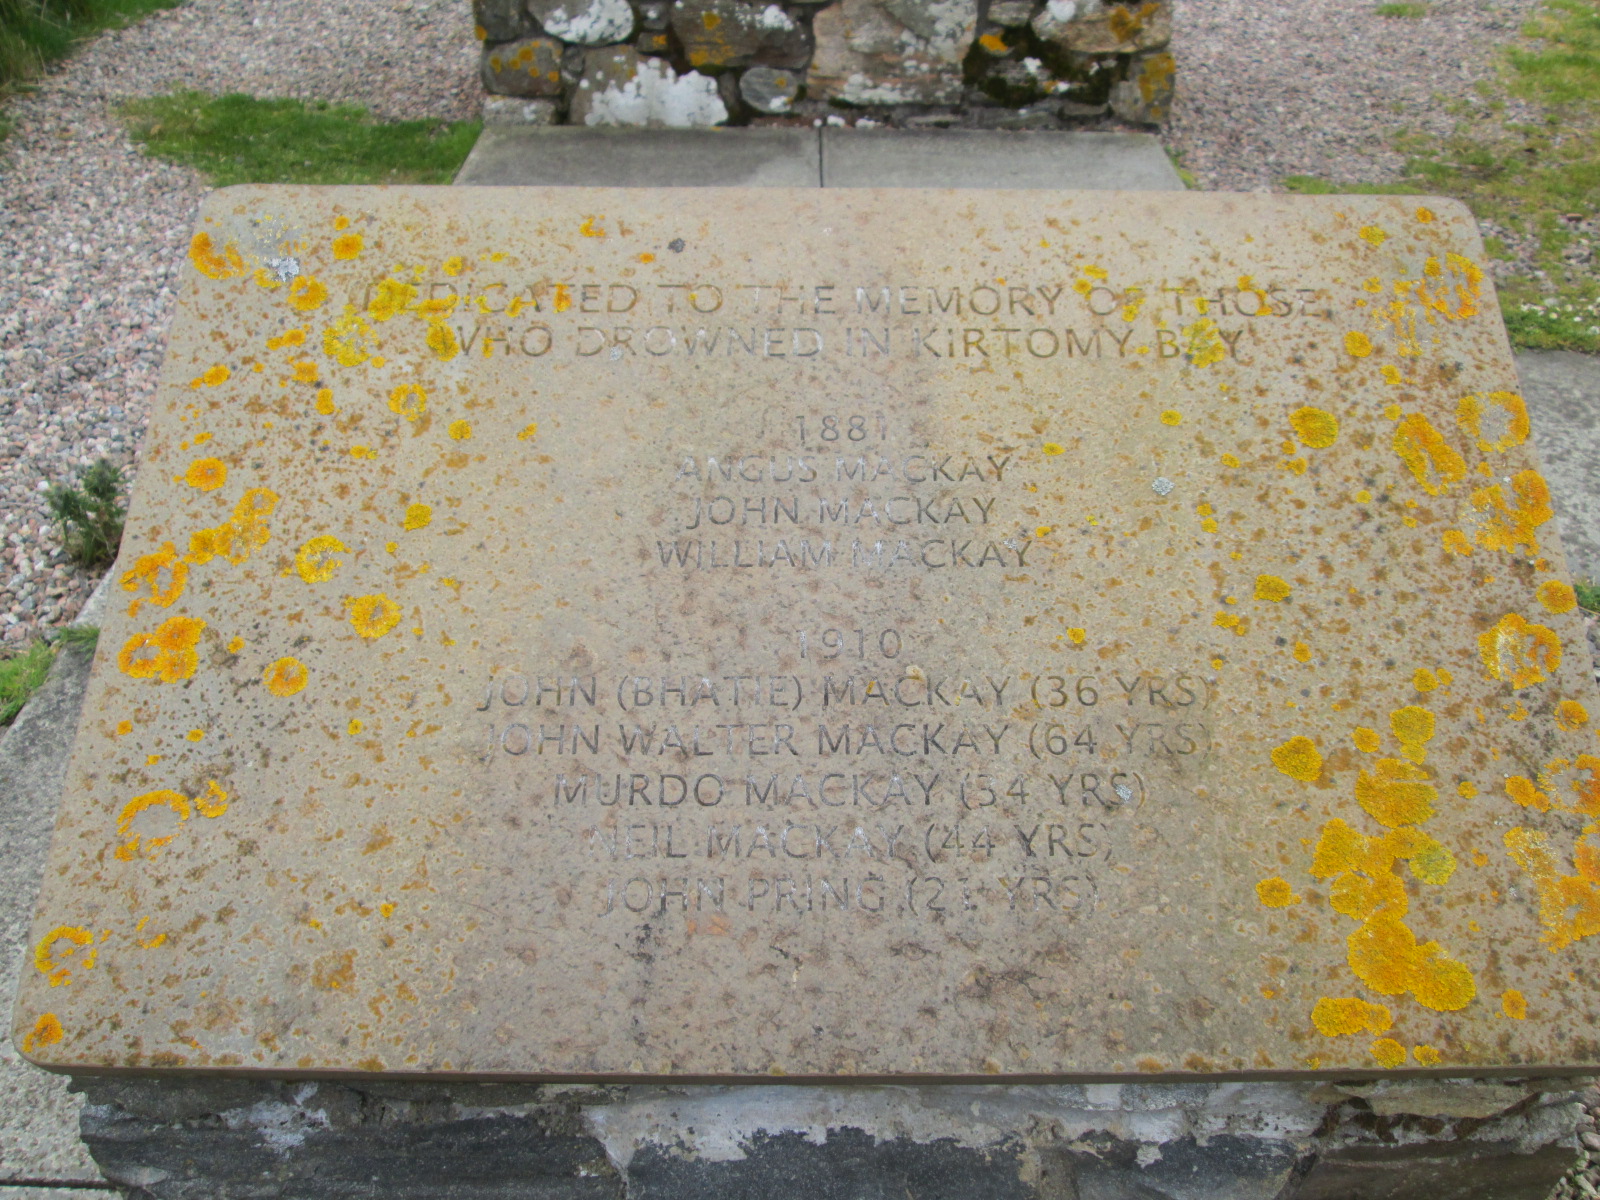 DEDICATED TO THE MEMORY OF THOSE
WHO DROWNED IN KIRTOMY BAY
1881
ANGUS MACKAY
JOHN MACKAY
WILLIAM MACKAY
1910
JOHN (BHATIE) MACKAY (36 YRS)
JOHN WALTER MACKAY (64 YRS)
MURDO MACKAY (34 YRS)
NEIL MACKAY (44 YRS)
JOHN PRING (21 YRS)